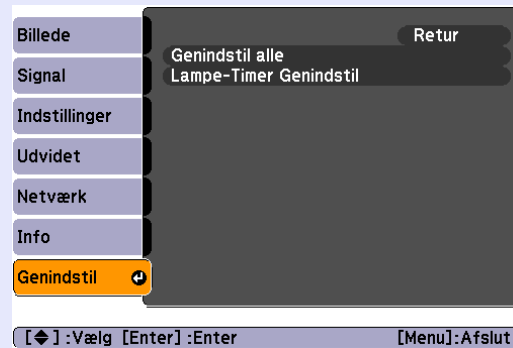 Billede
Signal
Indstillinger
Udvidet
Netværk
Info
Genindstil
Retur
Genindstil alle
Lampe-Timer Genindstil
[◆]:Vælg [Enter]:Enter [Menu]:Afslut